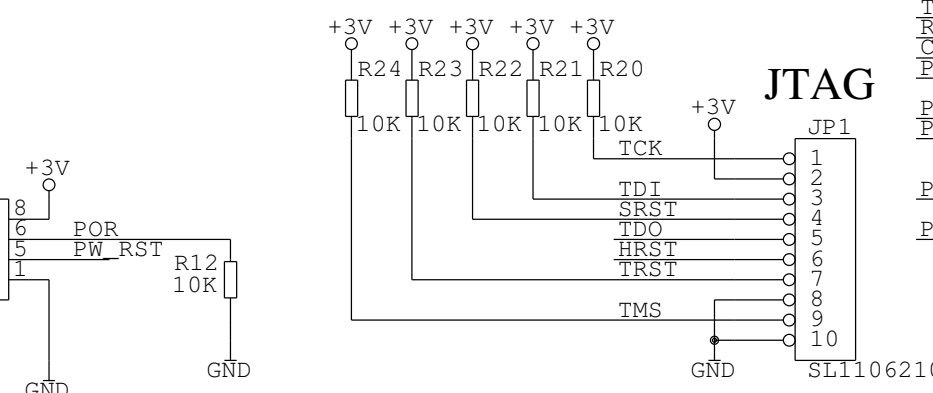 +3V +3V +3V +3V +3V
R24 R23 R22 R21 R20
10K 10K 10K 10K 10K
JTAG
+3V
JP1
TCK 1
2
TDI 3
SRST 4
TDO 5
HRST 6
TRST 7
8
TMS 9
10
GND
SL1106210
+3V
8
6 POR
5 PW_RST
1
R12
10K
GND
GND
T
R
P
P
P
P
P